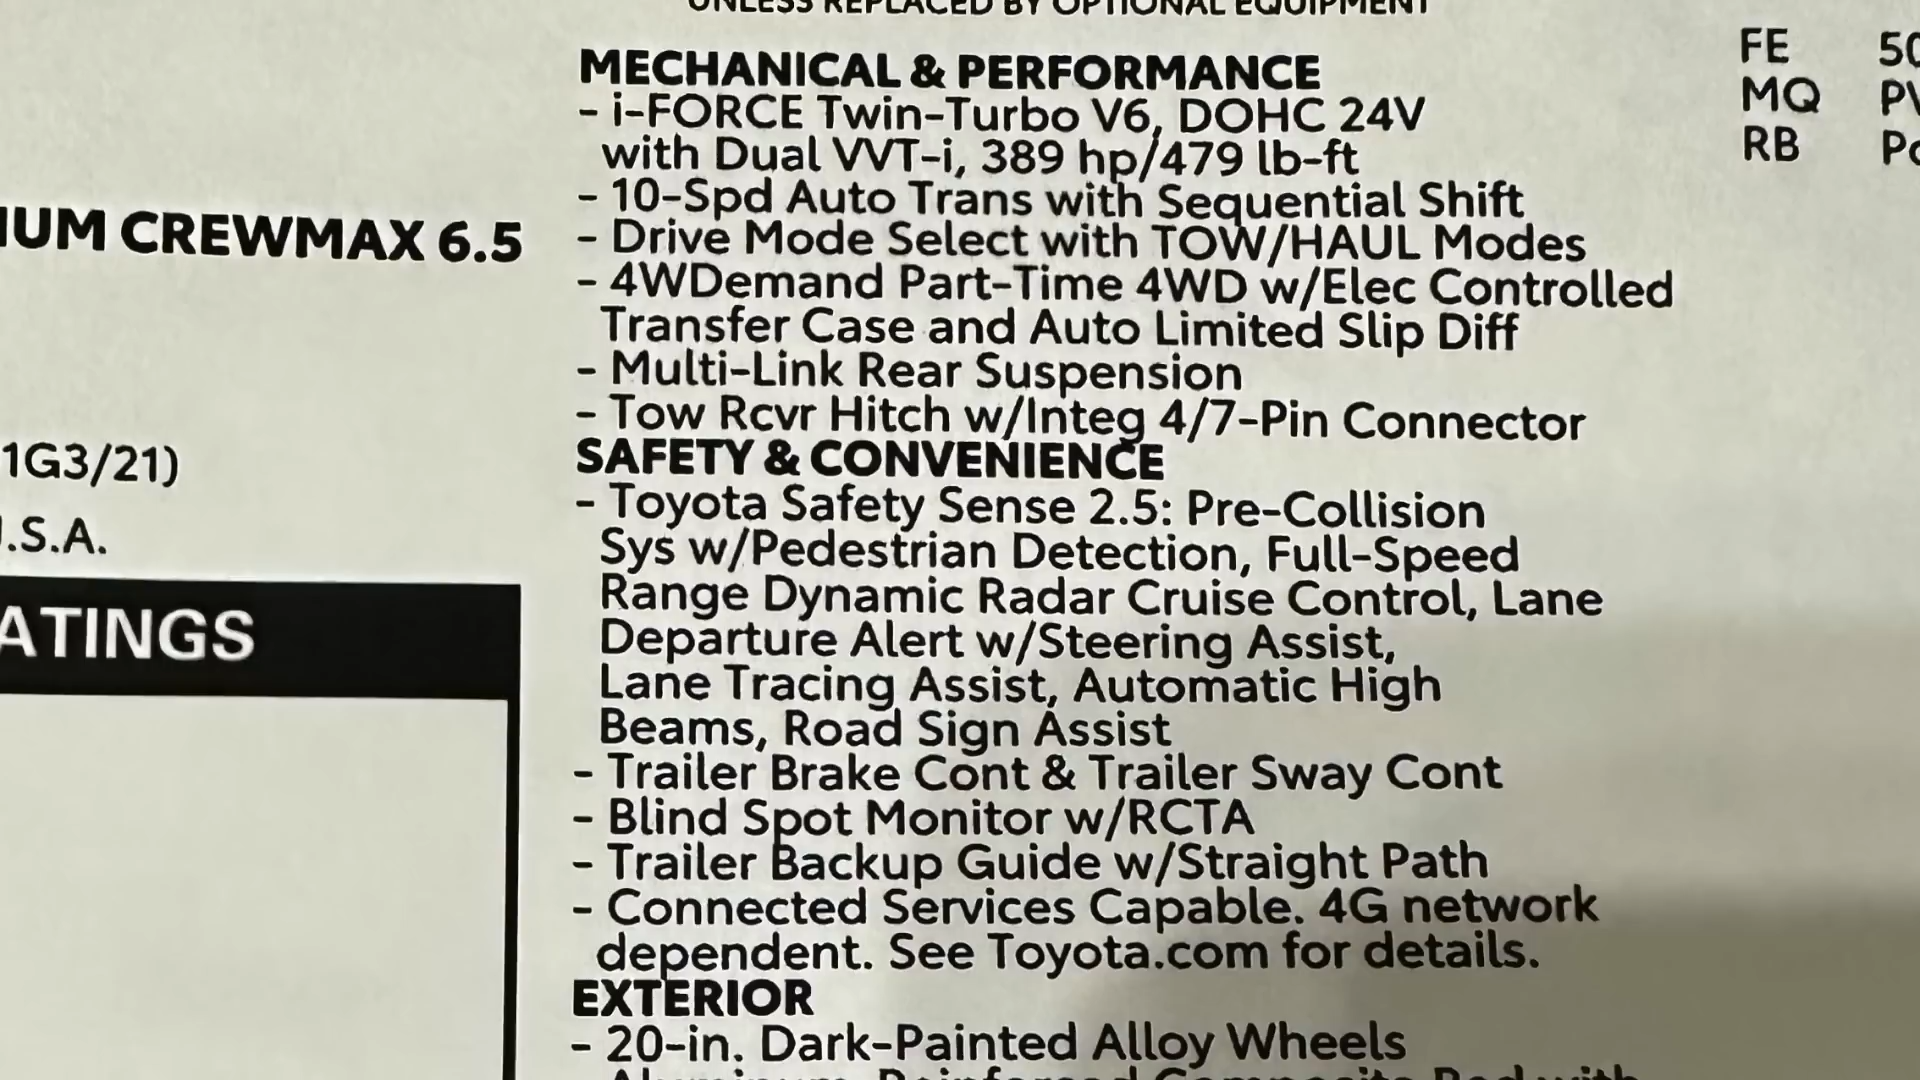 UNLESS REPLACED BY OPTIONAL EQUIPMENT
MECHANICAL & PERFORMANCE
- i-FORCE Twin-Turbo V6, DOHC 24V
with Dual VVT-i, 389 hp/479 lb-ft
- 10-Spd Auto Trans with Sequential Shift
- Drive Mode Select with TOW/HAUL Modes
- 4WDemand Part-Time 4WD w/Elec Controlled
Transfer Case and Auto Limited Slip Diff
- Multi-Link Rear Suspension
- Tow Rcvr Hitch w/Integ 4/7-Pin Connector
SAFETY & CONVENIENCE
- Toyota Safety Sense 2.5: Pre-Collision
Sys w/Pedestrian Detection, Full-Speed
Range Dynamic Radar Cruise Control, Lane
Departure Alert w/Steering Assist,
Lane Tracing Assist, Automatic High
Beams, Road Sign Assist
- Trailer Brake Cont & Trailer Sway Cont
- Blind Spot Monitor w/RCTA
- Trailer Backup Guide w/Straight Path
- Connected Services Capable. 4G network
dependent. See Toyota.com for details.
EXTERIOR
- 20-in. Dark-Painted Alloy Wheels
IUM CREWMAX 6.5
1G3/21)
.S.A.
ATINGS
FE 50
MQ
RB